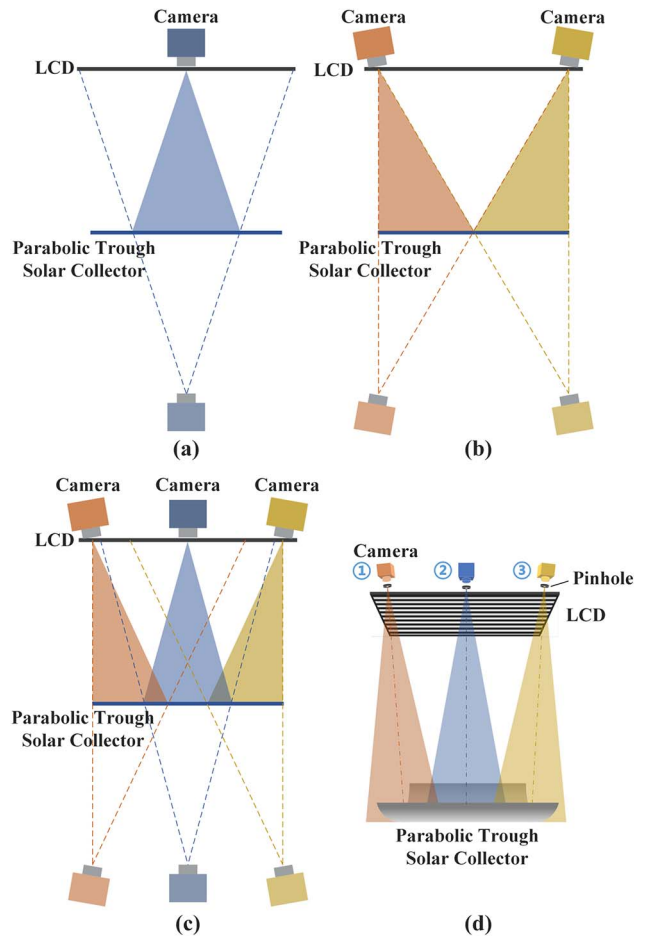 Camera
LCD
Parabolic Trough
Solar Collector
(a)
Camera
Camera
LCD
Parabolic Trough
Solar Collector
(b)
Camera
Camera
Camera
LCD
Parabolic Trough
Solar Collector
(c)
Camera
①
②
③
Pinhole
LCD
Parabolic Trough
Solar Collector
(d)